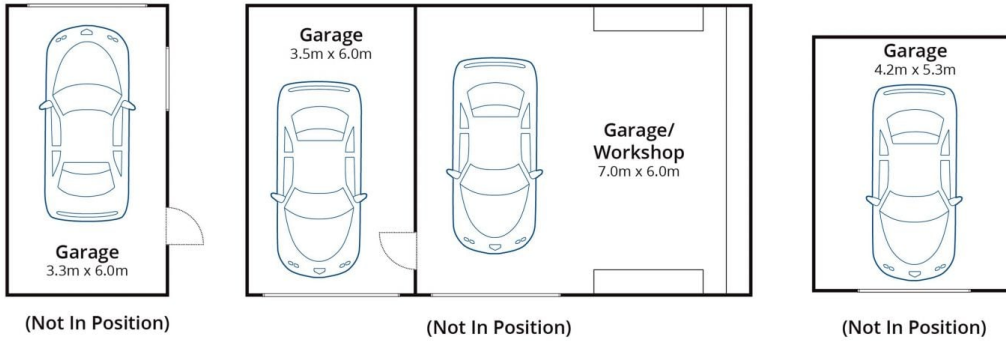 Garage
3.3m x 6.0m
(Not In Position)
Garage
3.5m x 6.0m
Garage/
Workshop
7.0m x 6.0m
(Not In Position)
Garage
4.2m x 5.3m
(Not In Position)